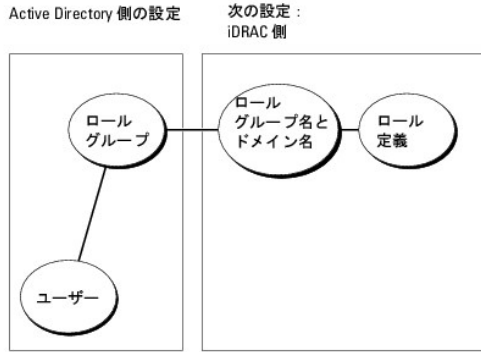 Active Directory 側の設定
次の設定：
iDRAC 側
ロール
グループ
ロール
グループ名と
ドメイン名
ロール
定義
ユーザー